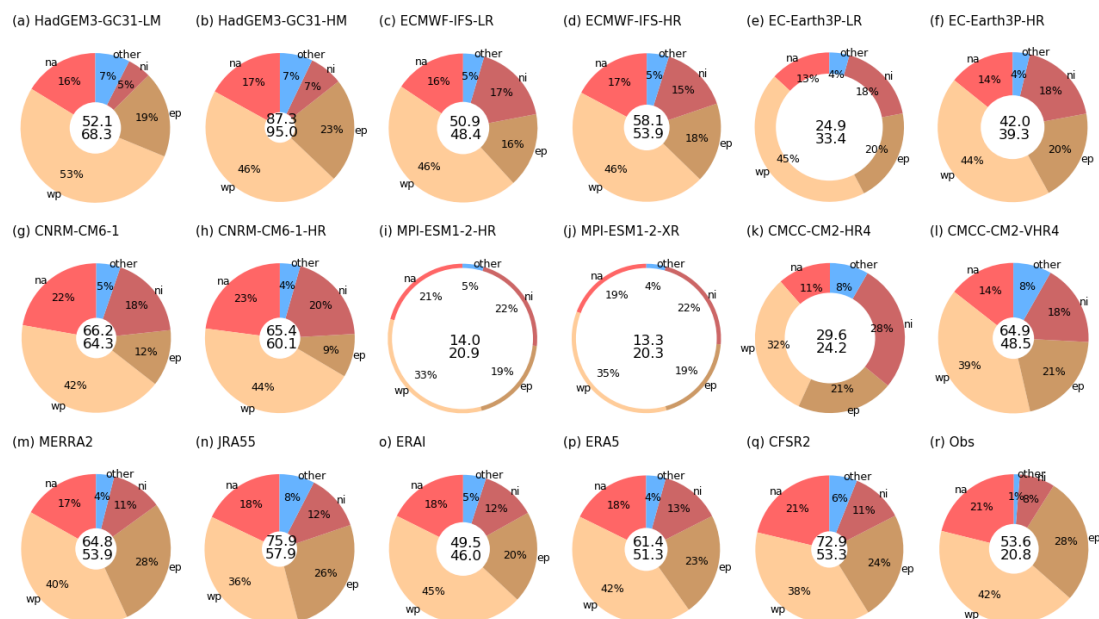 (a) HadGEM3-GC31-LM
other
na
7%
ni
16%
5%
19%
ep
52.1
68.3
53%
wp
(b) HadGEM3-GC31-HM
other
na
7%
ni
17%
7%
87.3
95.0
23%
ep
46%
wp
(c) ECMWF-IFS-LR
other
na
5%
ni
16%
17%
50.9
48.4
16%
ep
46%
wp
(d) ECMWF-IFS-HR
other
na
5%
ni
17%
15%
58.1
53.9
18%
ep
46%
wp
(e) EC-Earth3P-LR
other
na
4%
ni
13%
18%
24.9
33.4
20%
ep
45%
wp
(f) EC-Earth3P-HR
other
na
4%
ni
14%
18%
42.0
39.3
20%
ep
44%
wp
(g) CNRM-CM6-1
other
na
5%
ni
22%
18%
66.2
64.3
12%
ep
42%
wp
(h) CNRM-CM6-1-HR
other
na
4%
ni
23%
20%
65.4
60.1
9%
ep
44%
wp
(i) MPI-ESM1-2-HR
other
na
5%
ni
21%
22%
14.0
20.9
19%
ep
33%
wp
(j) MPI-ESM1-2-XR
other
na
4%
ni
19%
22%
13.3
20.3
19%
ep
35%
wp
(k) CMCC-CM2-HR4
other
na
8%
11%
28%
ni
29.6
24.2
32%
wp
21%
ep
(l) CMCC-CM2-VHR4
other
na
8%
ni
14%
18%
64.9
48.5
39%
wp
21%
ep
(m) MERRA2
other
na
4%
ni
17%
11%
64.8
53.9
28%
ep
40%
wp
(n) JRA55
other
na
8%
ni
18%
12%
75.9
57.9
26%
ep
36%
wp
(o) ERAI
other
na
5%
ni
18%
12%
49.5
46.0
20%
ep
45%
wp
(p) ERA5
other
na
4%
ni
18%
13%
61.4
51.3
23%
ep
42%
wp
(q) CFSR2
other
na
6%
ni
21%
11%
72.9
53.3
24%
ep
38%
wp
(r) Obs
other
ni
na
1%
8%
21%
53.6
20.8
28%
ep
42%
wp